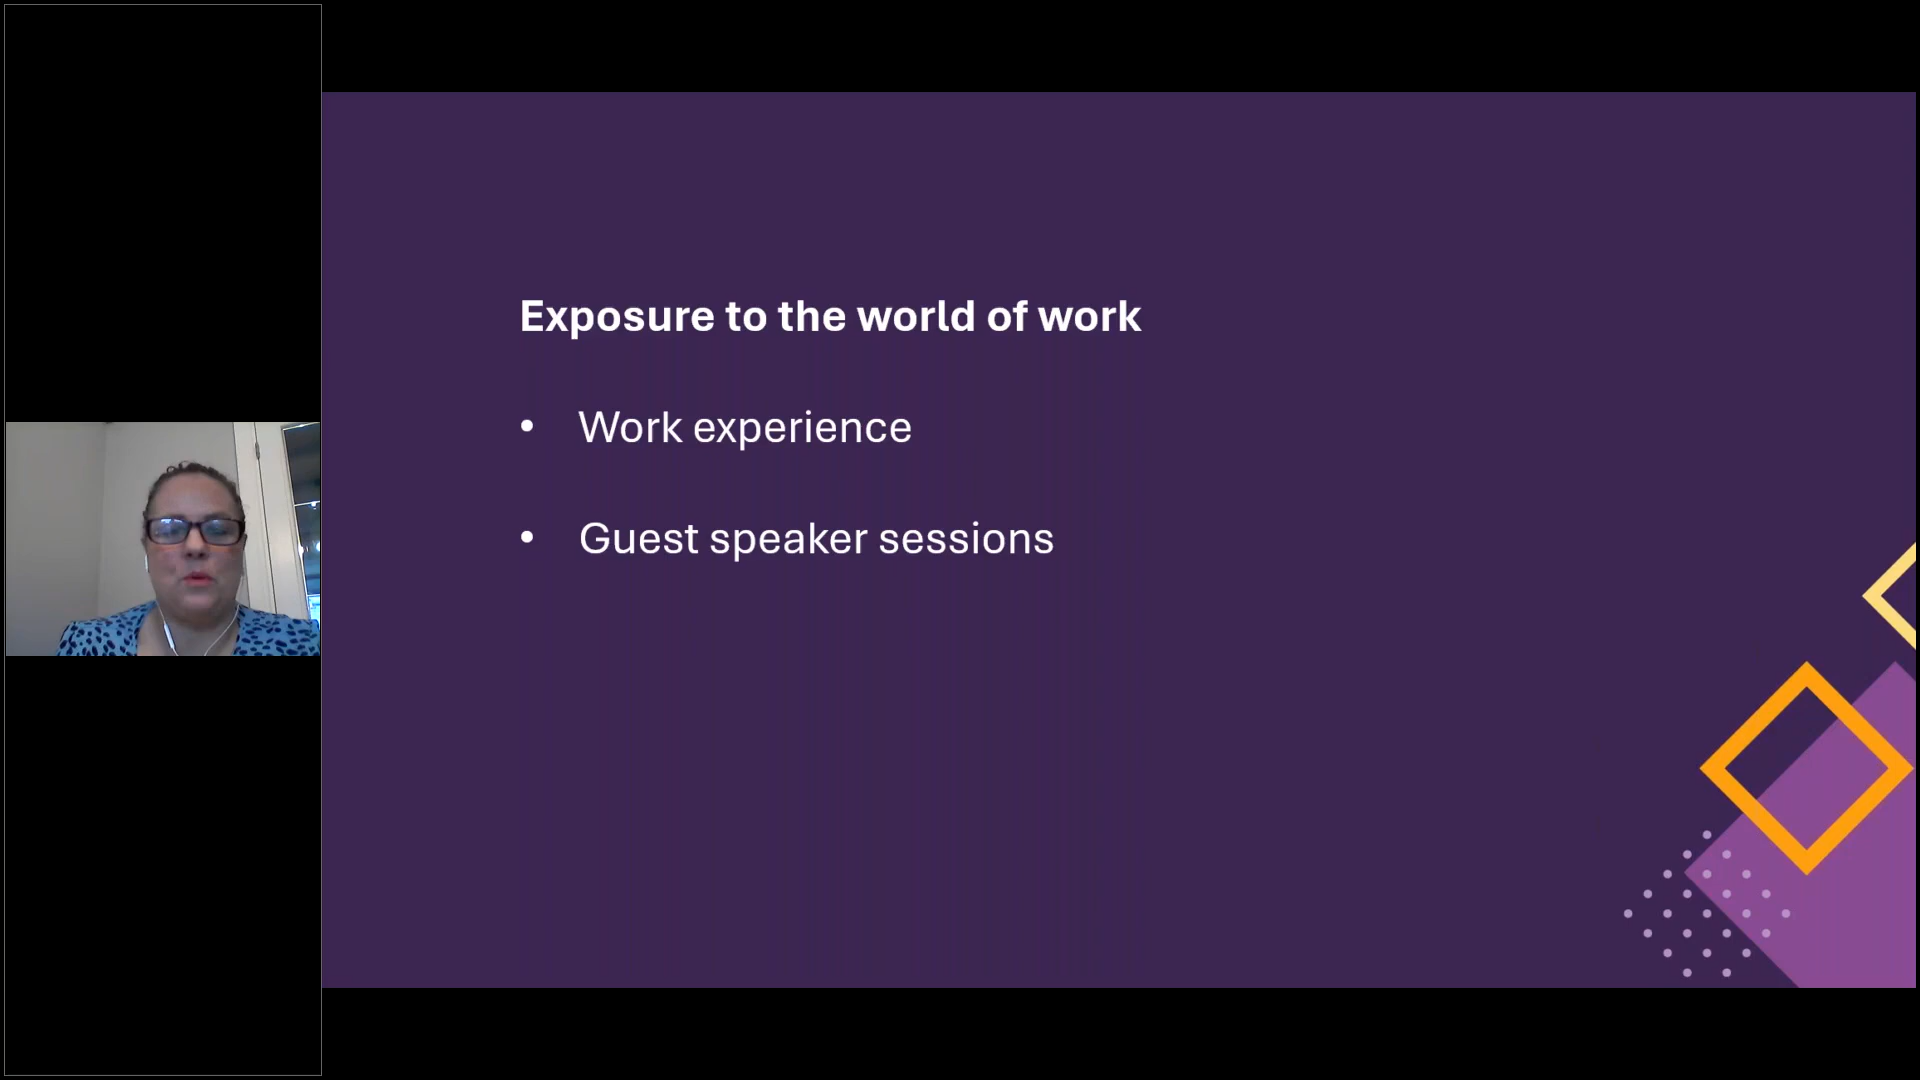 Exposure to the world of work
• Work experience
• Guest speaker sessions